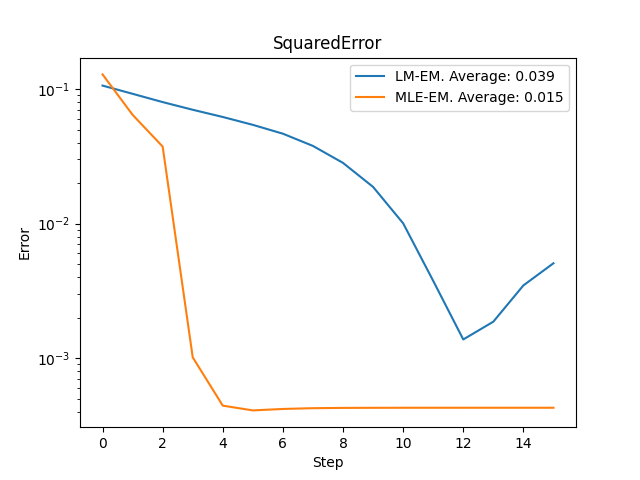 SquaredError
LM-EM. Average: 0.039
MLE-EM. Average: 0.015
Error
10⁻¹
10⁻²
10⁻³
0 2 4 6 8 10 12 14
Step